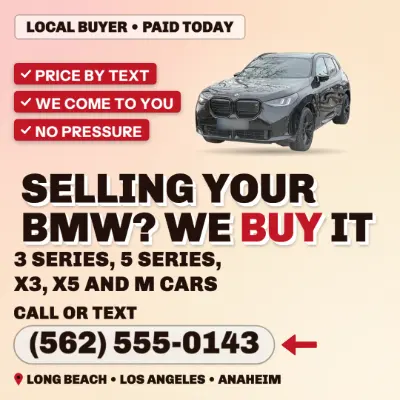 LOCAL BUYER • PAID TODAY
✓ PRICE BY TEXT
✓ WE COME TO YOU
✓ NO PRESSURE
SELLING YOUR
BMW? WE BUY IT
3 SERIES, 5 SERIES,
X3, X5 AND M CARS
CALL OR TEXT
(562) 555-0143
LONG BEACH • LOS ANGELES • ANAHEIM